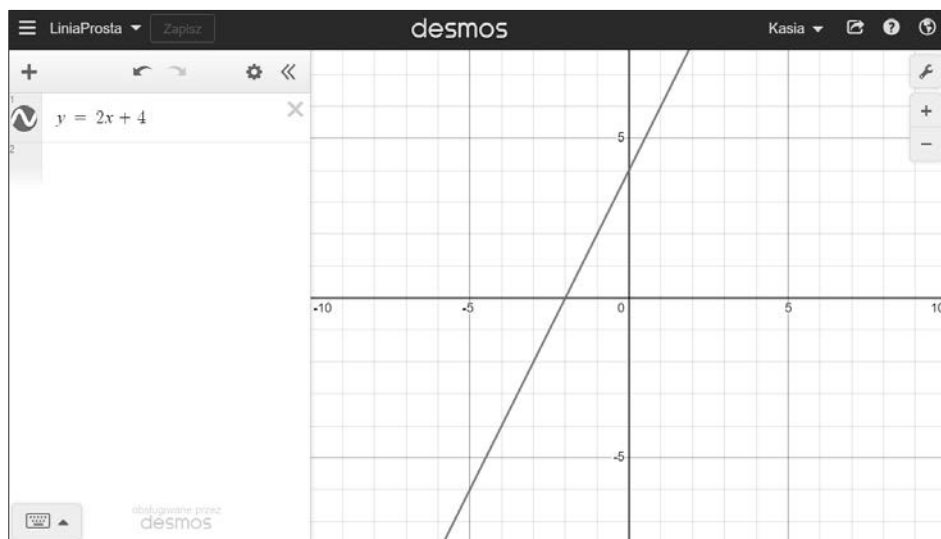 LiniaProsta Zapisz desmos Kasia
1
y = 2x + 4
2
5
-10 -5 0 5 10
-5
obsługiwane przez
desmos